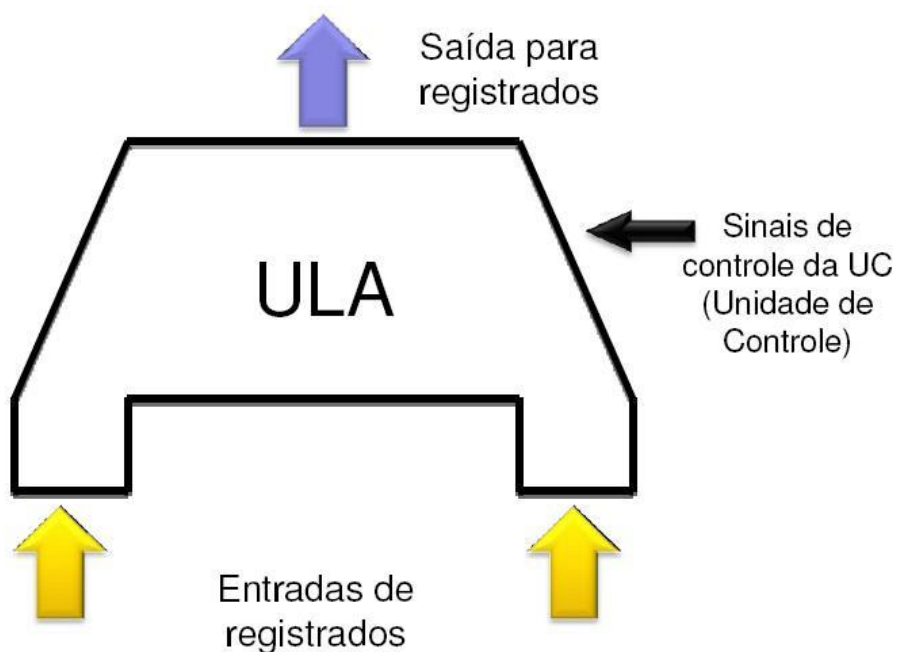 Saída para
registrados
ULA
Sinais de
controle da UC
(Unidade de
Controle)
Entradas de
registrados